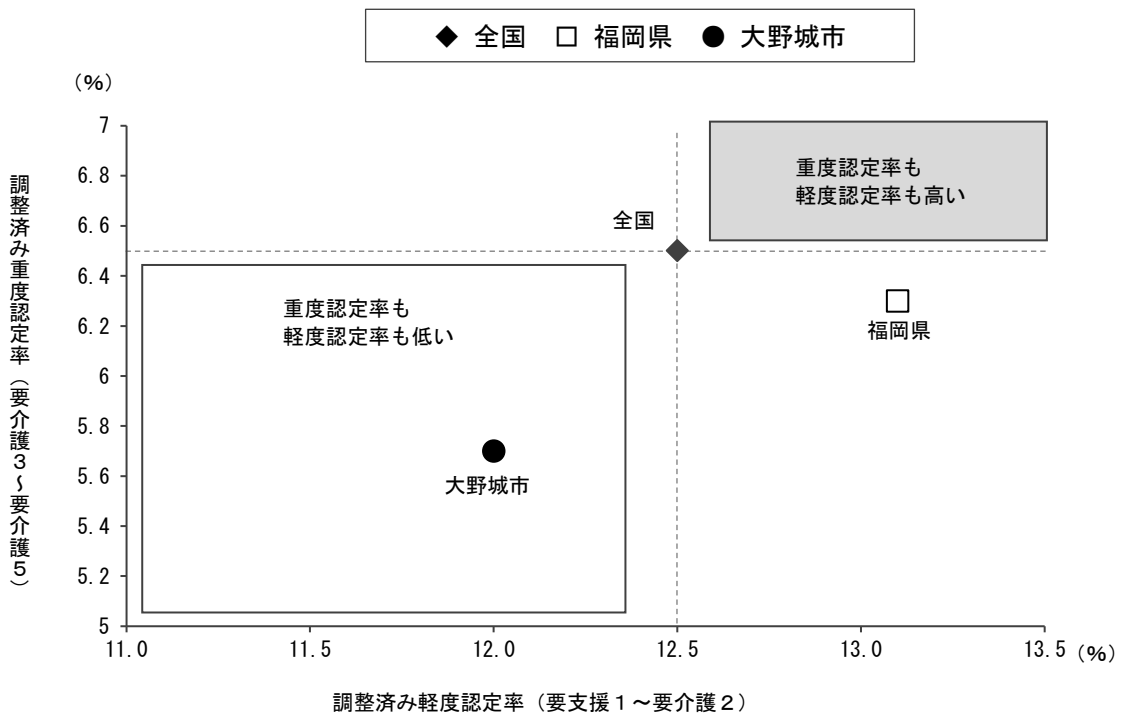 全国 福岡県 大野城市
（%）
7
6.8
6.6
6.4
6.2
6
5.8
5.6
5.4
5.2
5
調整済み重度認定率（要介護３～要介護５）
重度認定率も
軽度認定率も高い
全国
福岡県
重度認定率も
軽度認定率も低い
大野城市
11.0 11.5 12.0 12.5 13.0 13.5 （%）
調整済み軽度認定率（要支援１～要介護２）